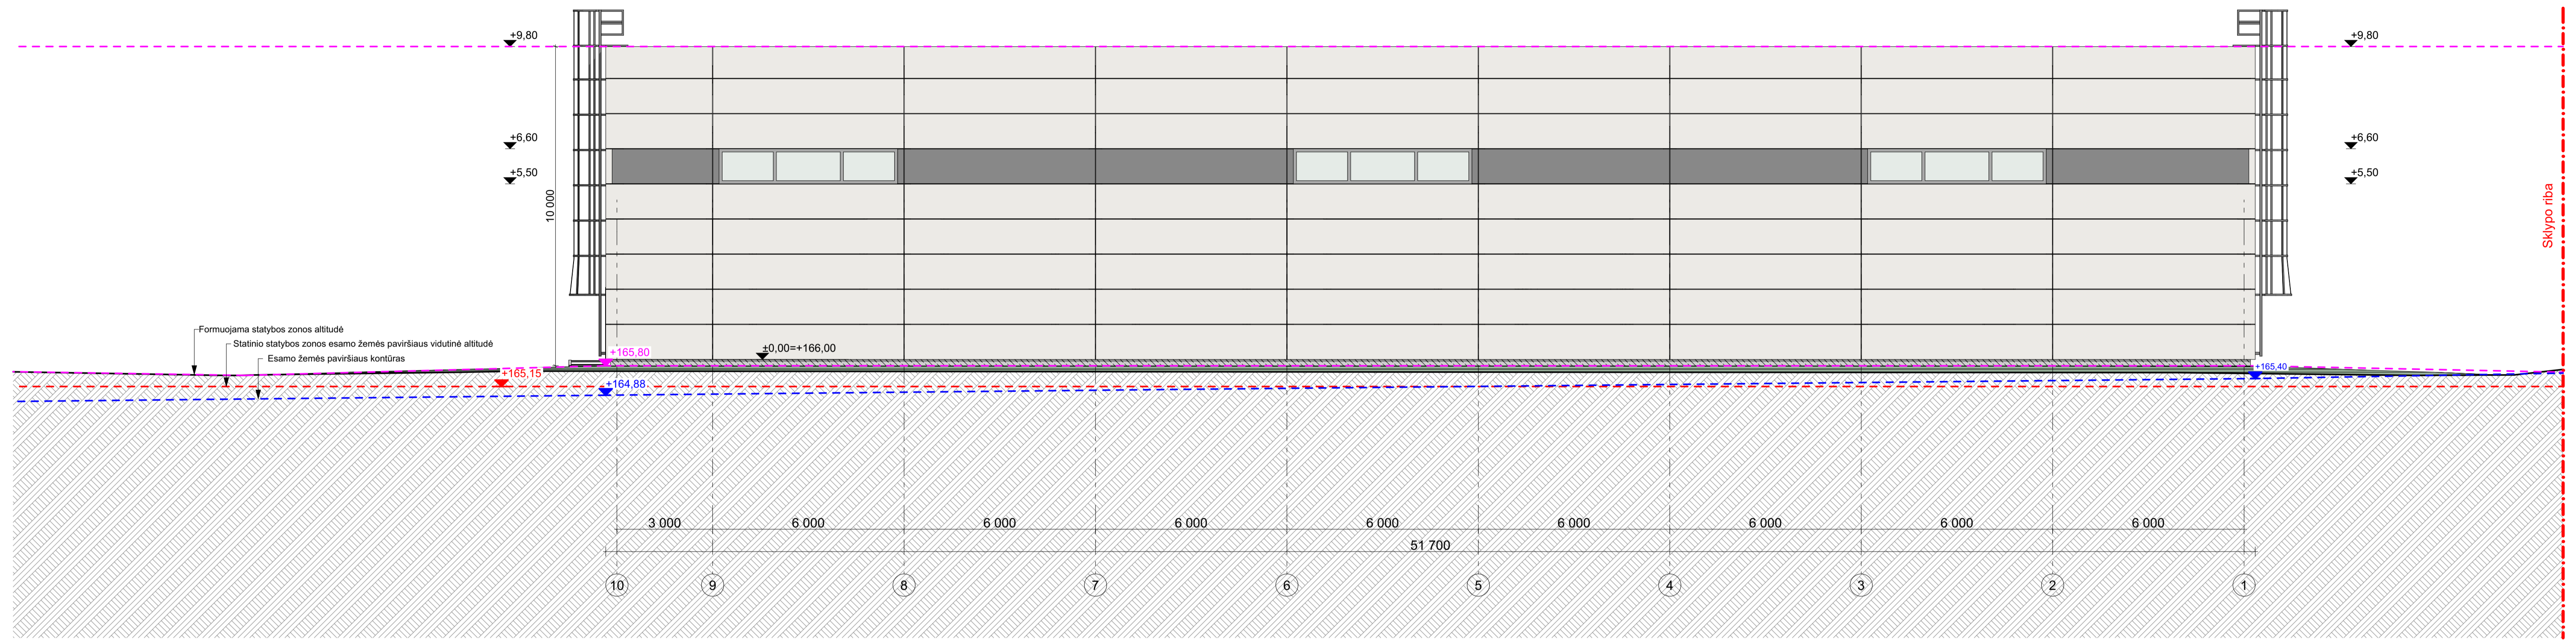 +9,80
+9,80
+6,60
+6,60
+5,50
+5,50
10 000
Sklypo riba
Formuojama statybos zonos altitudė
Statinio statybos zonos esamo žemės paviršiaus vidutinė altitudė
Esamo žemės paviršiaus kontūras
+165,80
±0,00=+166,00
+165,15
+164,88
+165,40
3 000 6 000 6 000 6 000 6 000 6 000 6 000 6 000 6 000
51 700
10 9 8 7 6 5 4 3 2 1